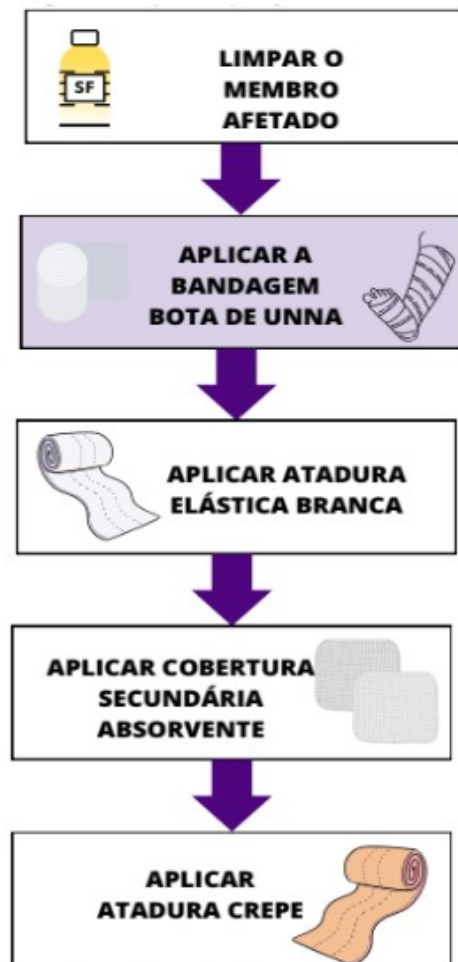 SF
LIMPAR O
MEMBRO
AFETADO
APLICAR A
BANDAGEM
BOTA DE UNNA
APLICAR ATADURA
ELÁSTICA BRANCA
APLICAR COBERTURA
SECUNDÁRIA
ABSORVENTE
APLICAR
ATADURA CREPE